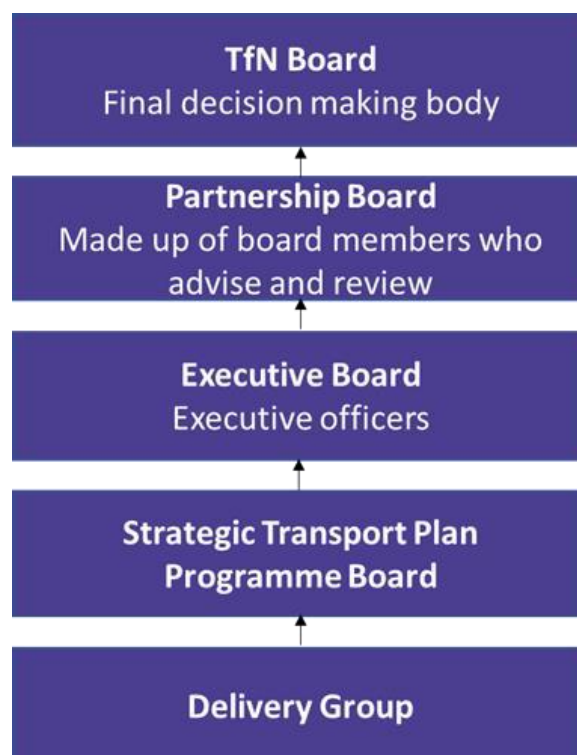 TfN Board
Final decision making body
Partnership Board
Made up of board members who
advise and review
Executive Board
Executive officers
Strategic Transport Plan
Programme Board
Delivery Group